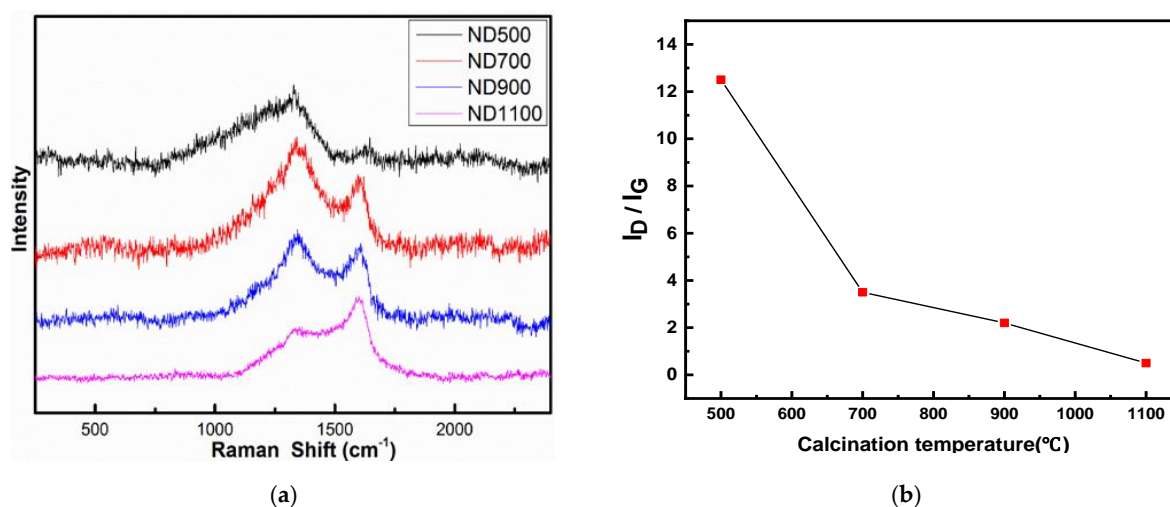 ND500
ND700
ND900
ND1100
Intensity
500 1000 1500 2000
Raman Shift (cm⁻¹)
(a)
14
12
10
8
6
4
2
0
I_D / I_G
500 600 700 800 900 1000 1100
Calcination temperature(℃)
(b)